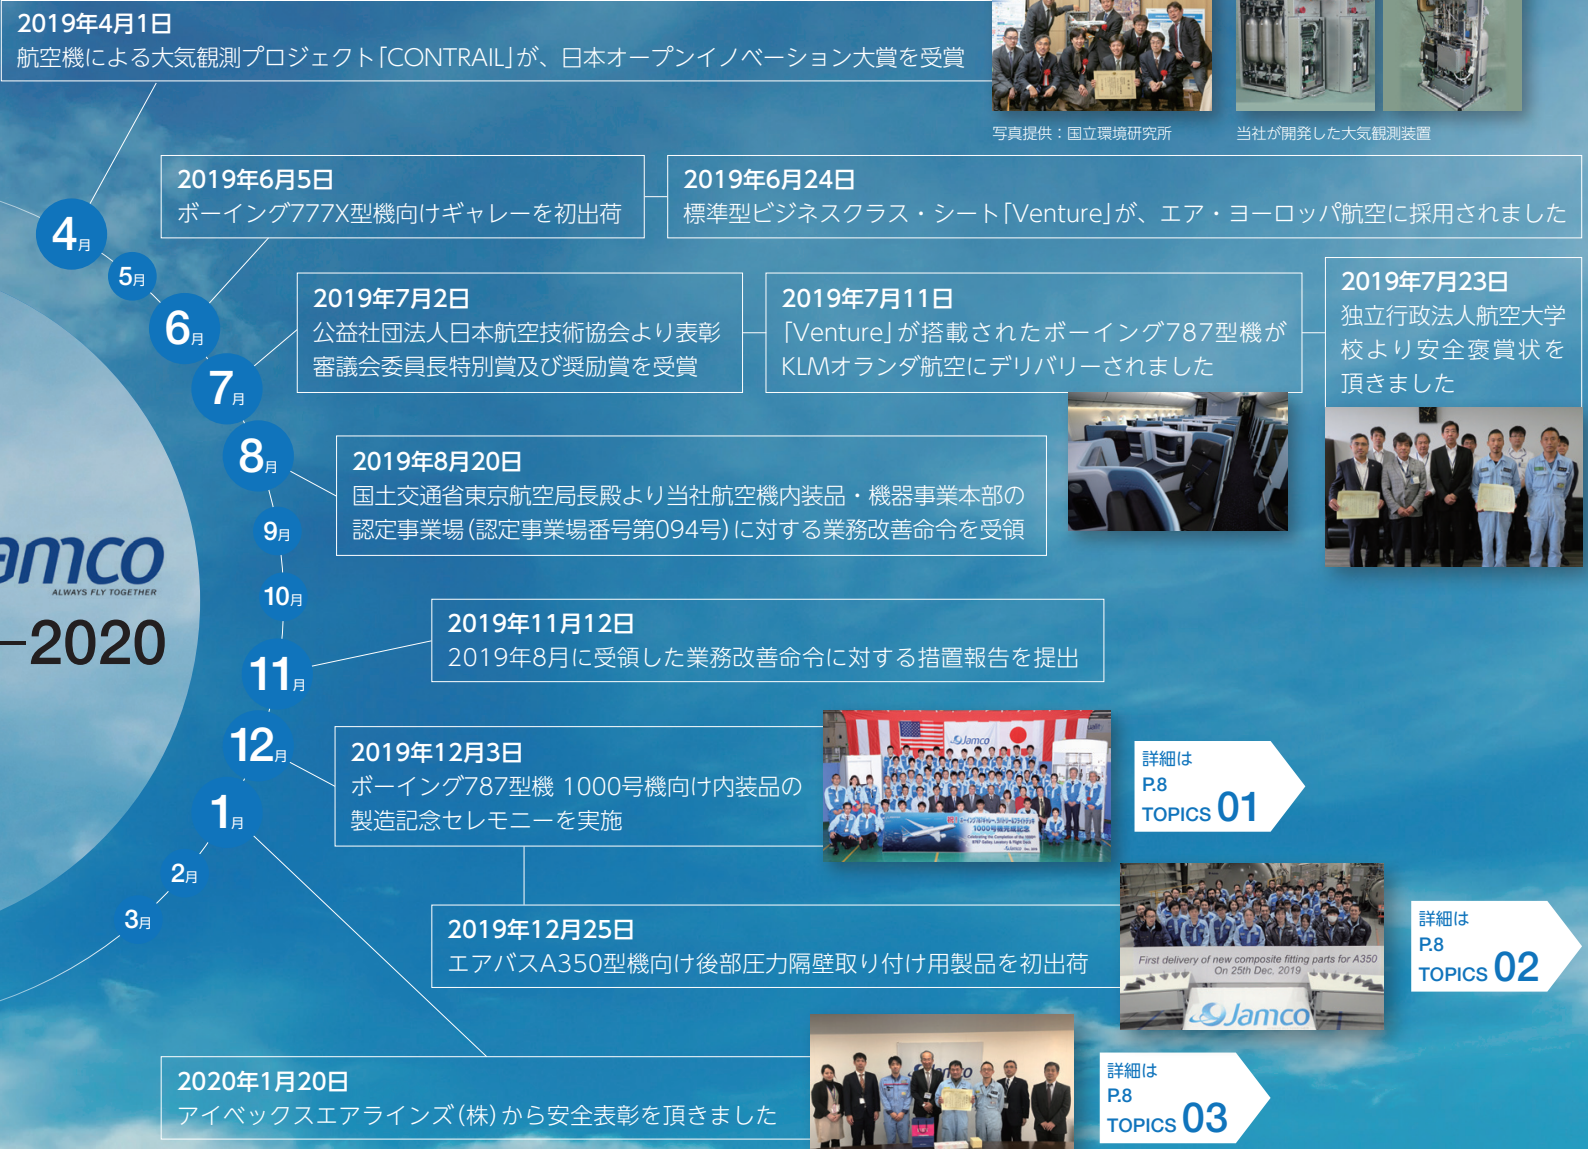 2019年4月1日
航空機による大気観測プロジェクト「CONTRAIL」が、日本オープンイノベーション大賞を受賞
写真提供：国立環境研究所
当社が開発した大気観測装置
4月
5月
6月
7月
8月
9月
10月
11月
12月
1月
2月
3月
2019年6月5日
ボーイング777X型機向けギャレーを初出荷
2019年6月24日
標準型ビジネスクラス・シート「Venture」が、エア・ヨーロッパ航空に採用されました
2019年7月2日
公益社団法人日本航空技術協会より表彰
審議会委員長特別賞及び奨励賞を受賞
2019年7月11日
「Venture」が搭載されたボーイング787型機が
KLMオランダ航空にデリバリーされました
2019年7月23日
独立行政法人航空大学
校より安全褒賞状を
頂きました
2019年8月20日
国土交通省東京航空局長殿より当社航空機内装品・機器事業本部の
認定事業場（認定事業場番号第094号）に対する業務改善命令を受領
amco
ALWAYS FLY TOGETHER
–2020
2019年11月12日
2019年8月に受領した業務改善命令に対する措置報告を提出
2019年12月3日
ボーイング787型機 1000号機向け内装品の
製造記念セレモニーを実施
Jamco
1000号機完成記念
詳細は
P.8
TOPICS 01
2019年12月25日
エアバスA350型機向け後部圧力隔壁取り付け用製品を初出荷
First delivery of new composite fitting parts for A350
On 25th Dec. 2019
Jamco
詳細は
P.8
TOPICS 02
2020年1月20日
アイベックスエアラインズ（株）から安全表彰を頂きました
詳細は
P.8
TOPICS 03